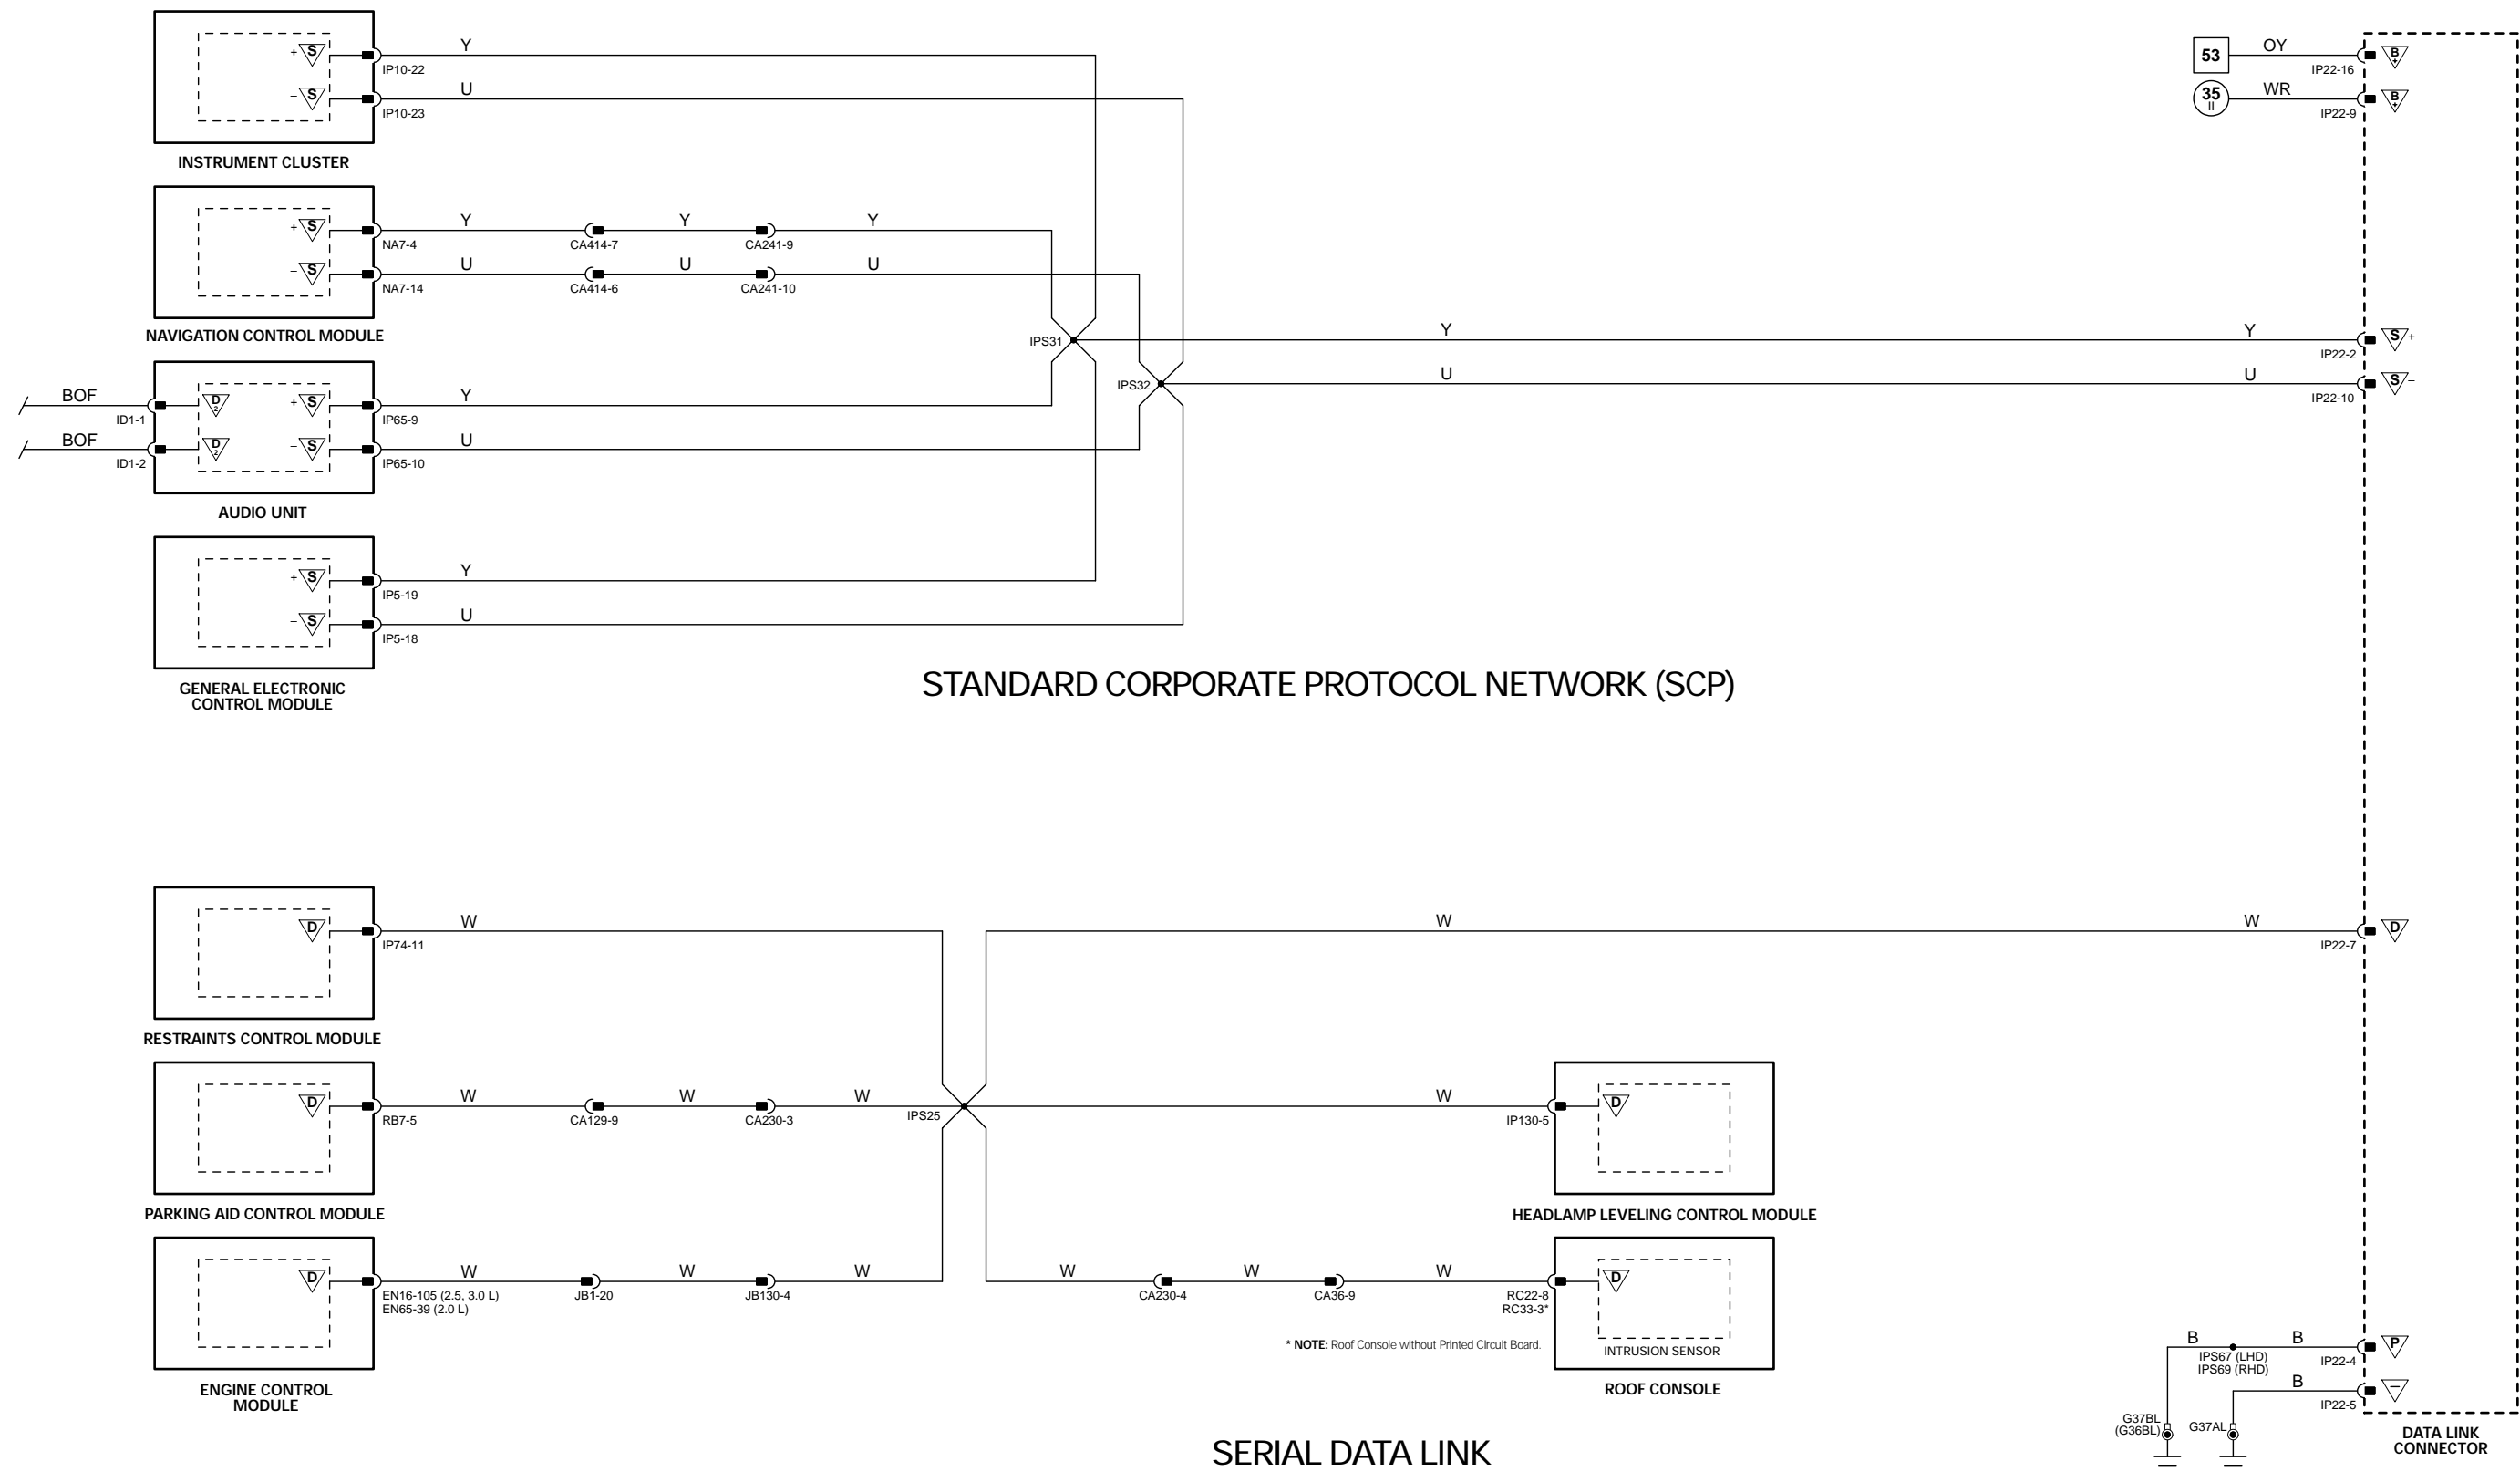 Y
+ S
IP10-22
U
– S
IP10-23
INSTRUMENT CLUSTER
53 OY
IP22-16
B+
35 II WR
IP22-9
B+
Y Y Y
+ S
NA7-4 CA414-7 CA241-9
U U U
– S
NA7-14 CA414-6 CA241-10
NAVIGATION CONTROL MODULE
IPS31
Y Y
IP22-2
S +
IPS32
U U
IP22-10
S –
BOF
ID1-1
D2
+ S
Y
IP65-9
BOF
ID1-2
D2
– S
U
IP65-10
AUDIO UNIT
+ S
Y
IP5-19
– S
U
IP5-18
GENERAL ELECTRONIC
CONTROL MODULE
STANDARD CORPORATE PROTOCOL NETWORK (SCP)
D
W
IP74-11
RESTRAINTS CONTROL MODULE
W W
IP22-7
D
D
W W W
RB7-5 CA129-9 CA230-3
IPS25
PARKING AID CONTROL MODULE
W
IP130-5
D
HEADLAMP LEVELING CONTROL MODULE
D
W W W
EN16-105 (2.5, 3.0 L)
EN65-39 (2.0 L)
JB1-20 JB130-4
ENGINE CONTROL
MODULE
W W W
CA230-4 CA36-9
RC22-8
RC33-3*
D
* NOTE: Roof Console without Printed Circuit Board.
INTRUSION SENSOR
ROOF CONSOLE
SERIAL DATA LINK
B B
IPS67 (LHD)
IPS69 (RHD)
IP22-4
P
B
IP22-5
–
G37BL
(G36BL)
G37AL
DATA LINK
CONNECTOR